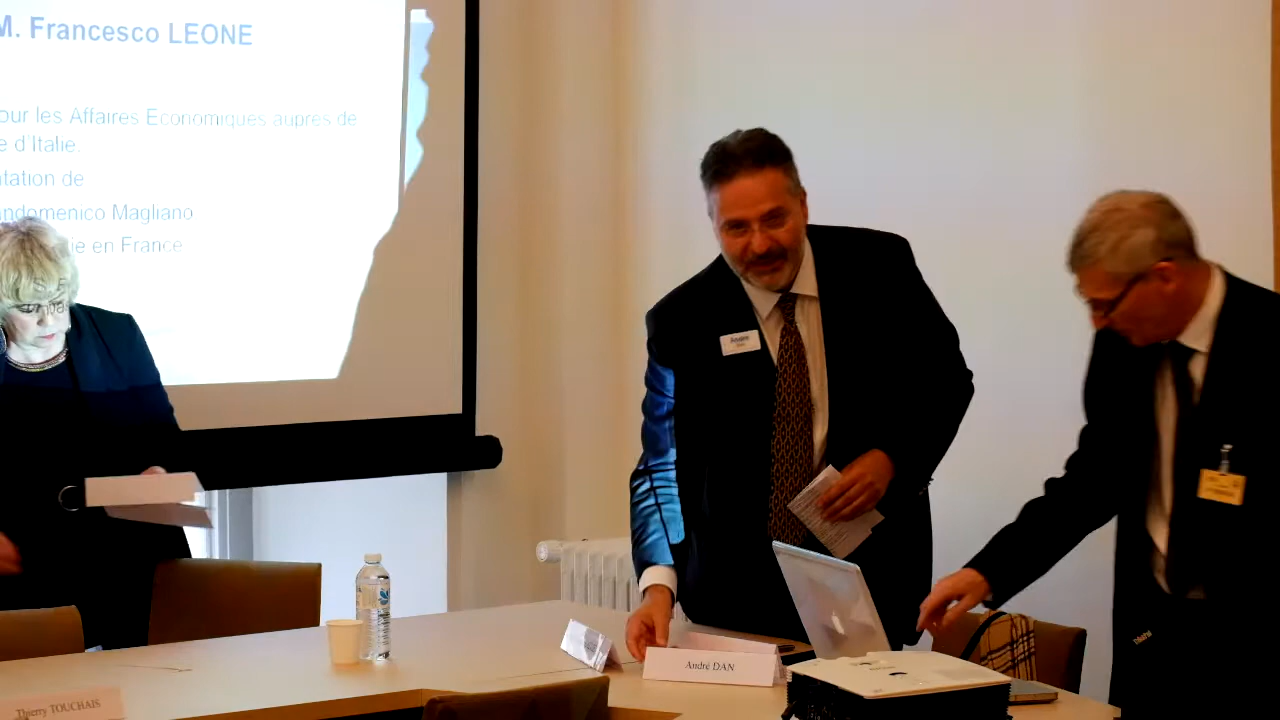 M. Francesco LEONE
our les Affaires Economiques auprès de
e d'Italie.
ntation de
andomenico Magliano
ie en France
André DAN
Thierry TOUCHAIS